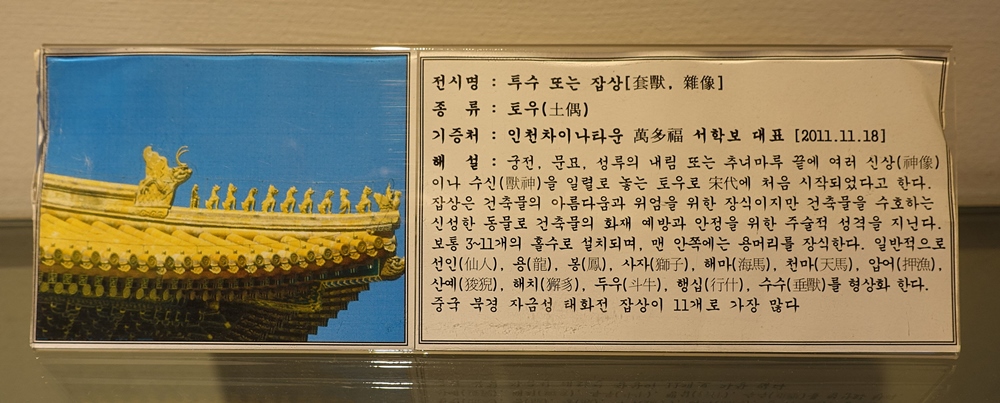 전시명 : 투수 또는 잡상[套獸, 雜像]
종 류 : 토우(土偶)
기증처 : 인천차이나타운 萬多福 서학보 대표 [2011.11.18]
해 설 : 궁전, 문묘, 성루의 내림 또는 추녀마루 끝에 여러 신상(神像)
이나 수신(獸神)을 일렬로 놓는 토우로 宋代에 처음 시작되었다고 한다.
잡상은 건축물의 아름다움과 위엄을 위한 장식이지만 건축물을 수호하는
신성한 동물로 건축물의 화재 예방과 안정을 위한 주술적 성격을 지닌다.
보통 3~11개의 홀수로 설치되며, 맨 안쪽에는 용머리를 장식한다. 일반적으로
선인(仙人), 용(龍), 봉(鳳), 사자(獅子), 해마(海馬), 천마(天馬), 압어(押漁),
산예(狻猊), 해치(獬豸), 두우(斗牛), 행십(行什), 수수(垂獸)를 형상화 한다.
중국 북경 자금성 태화전 잡상이 11개로 가장 많다